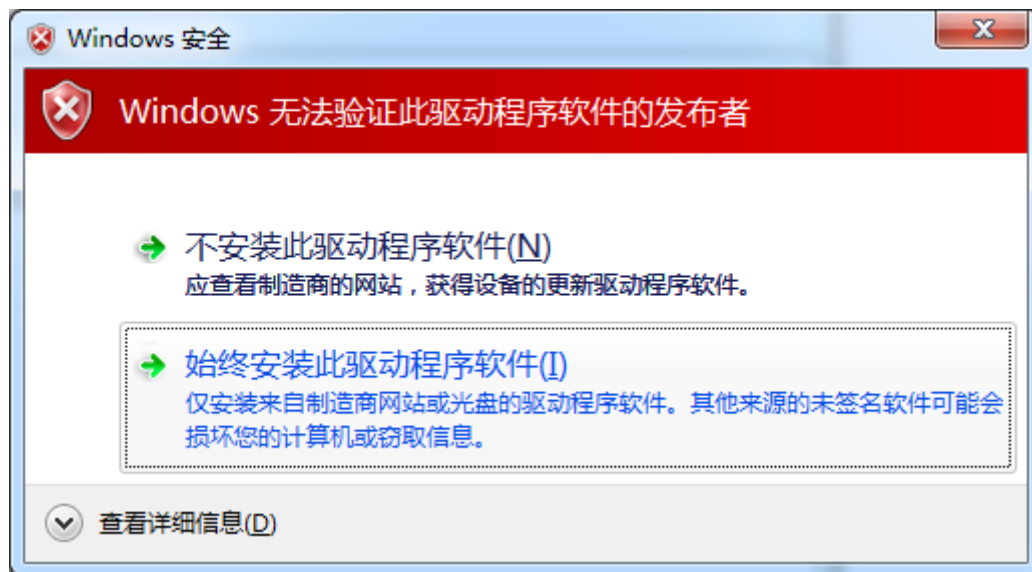 Windows 安全
Windows 无法验证此驱动程序软件的发布者
不安装此驱动程序软件(N)
应查看制造商的网站，获得设备的更新驱动程序软件。
始终安装此驱动程序软件(I)
仅安装来自制造商网站或光盘的驱动程序软件。其他来源的未签名软件可能会
损坏您的计算机或窃取信息。
查看详细信息(D)